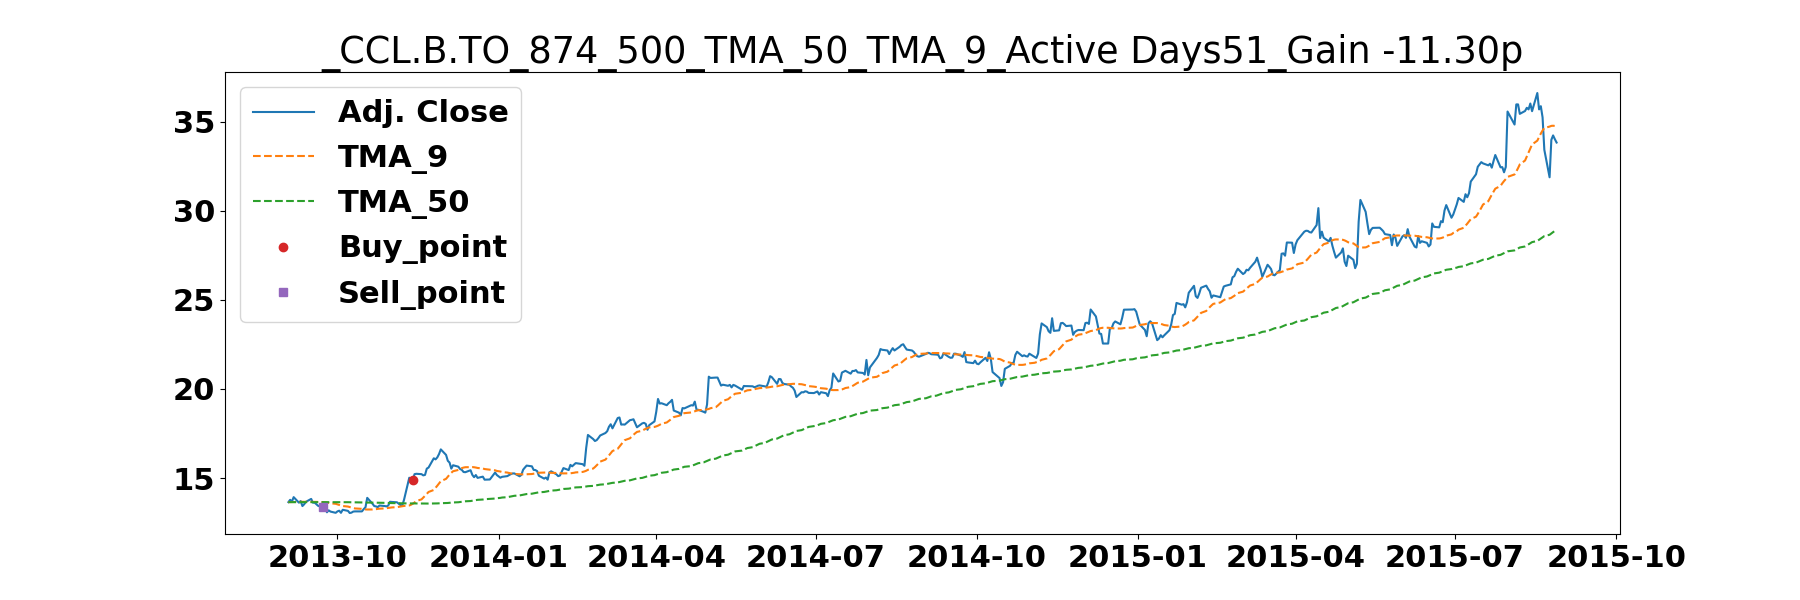 _CCL.B.TO_874_500_TMA_50_TMA_9_Active Days51_Gain -11.30p
Adj. Close
TMA_9
TMA_50
Buy_point
Sell_point
35
30
25
20
15
2013-10 2014-01 2014-04 2014-07 2014-10 2015-01 2015-04 2015-07 2015-10